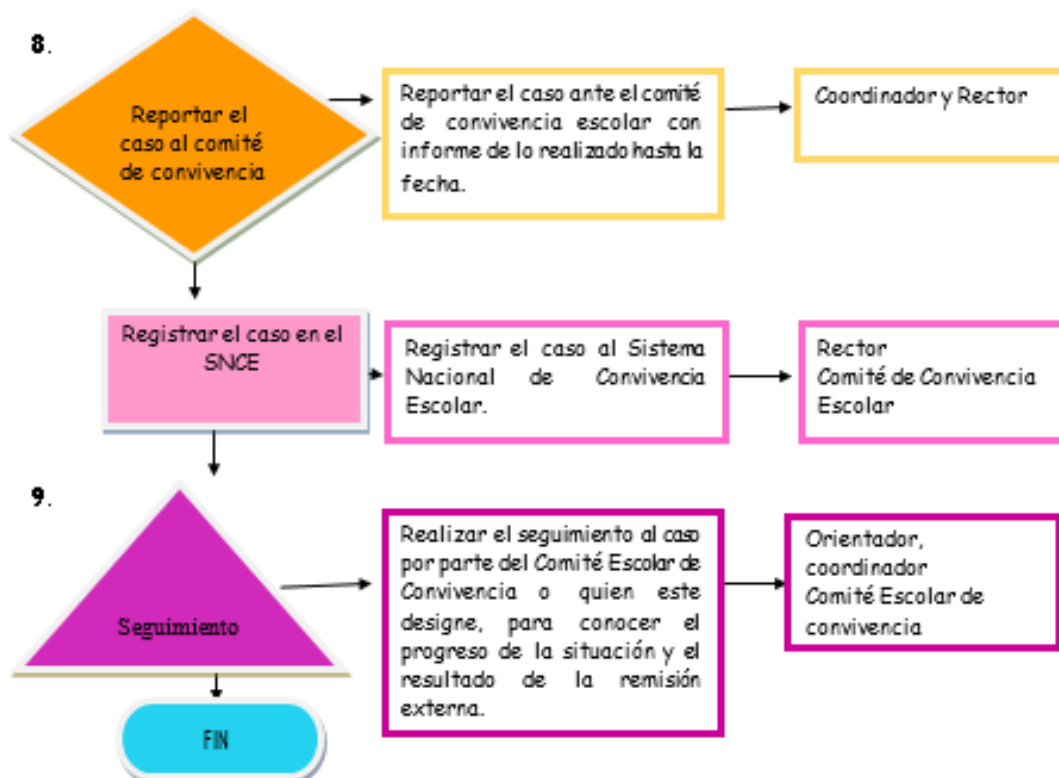 8.
Reportar el
caso al comité
de convivencia
Reportar el caso ante el comité
de convivencia escolar con
informe de lo realizado hasta la
fecha.
Coordinador y Rector
Registrar el caso en el
SNCE
Registrar el caso al Sistema
Nacional de Convivencia
Escolar.
Rector
Comité de Convivencia
Escolar
9.
Seguimiento
Realizar el seguimiento al caso
por parte del Comité Escolar de
Convivencia o quien este
designe, para conocer el
progreso de la situación y el
resultado de la remisión
externa.
Orientador,
coordinador
Comité Escolar de
convivencia
FIN